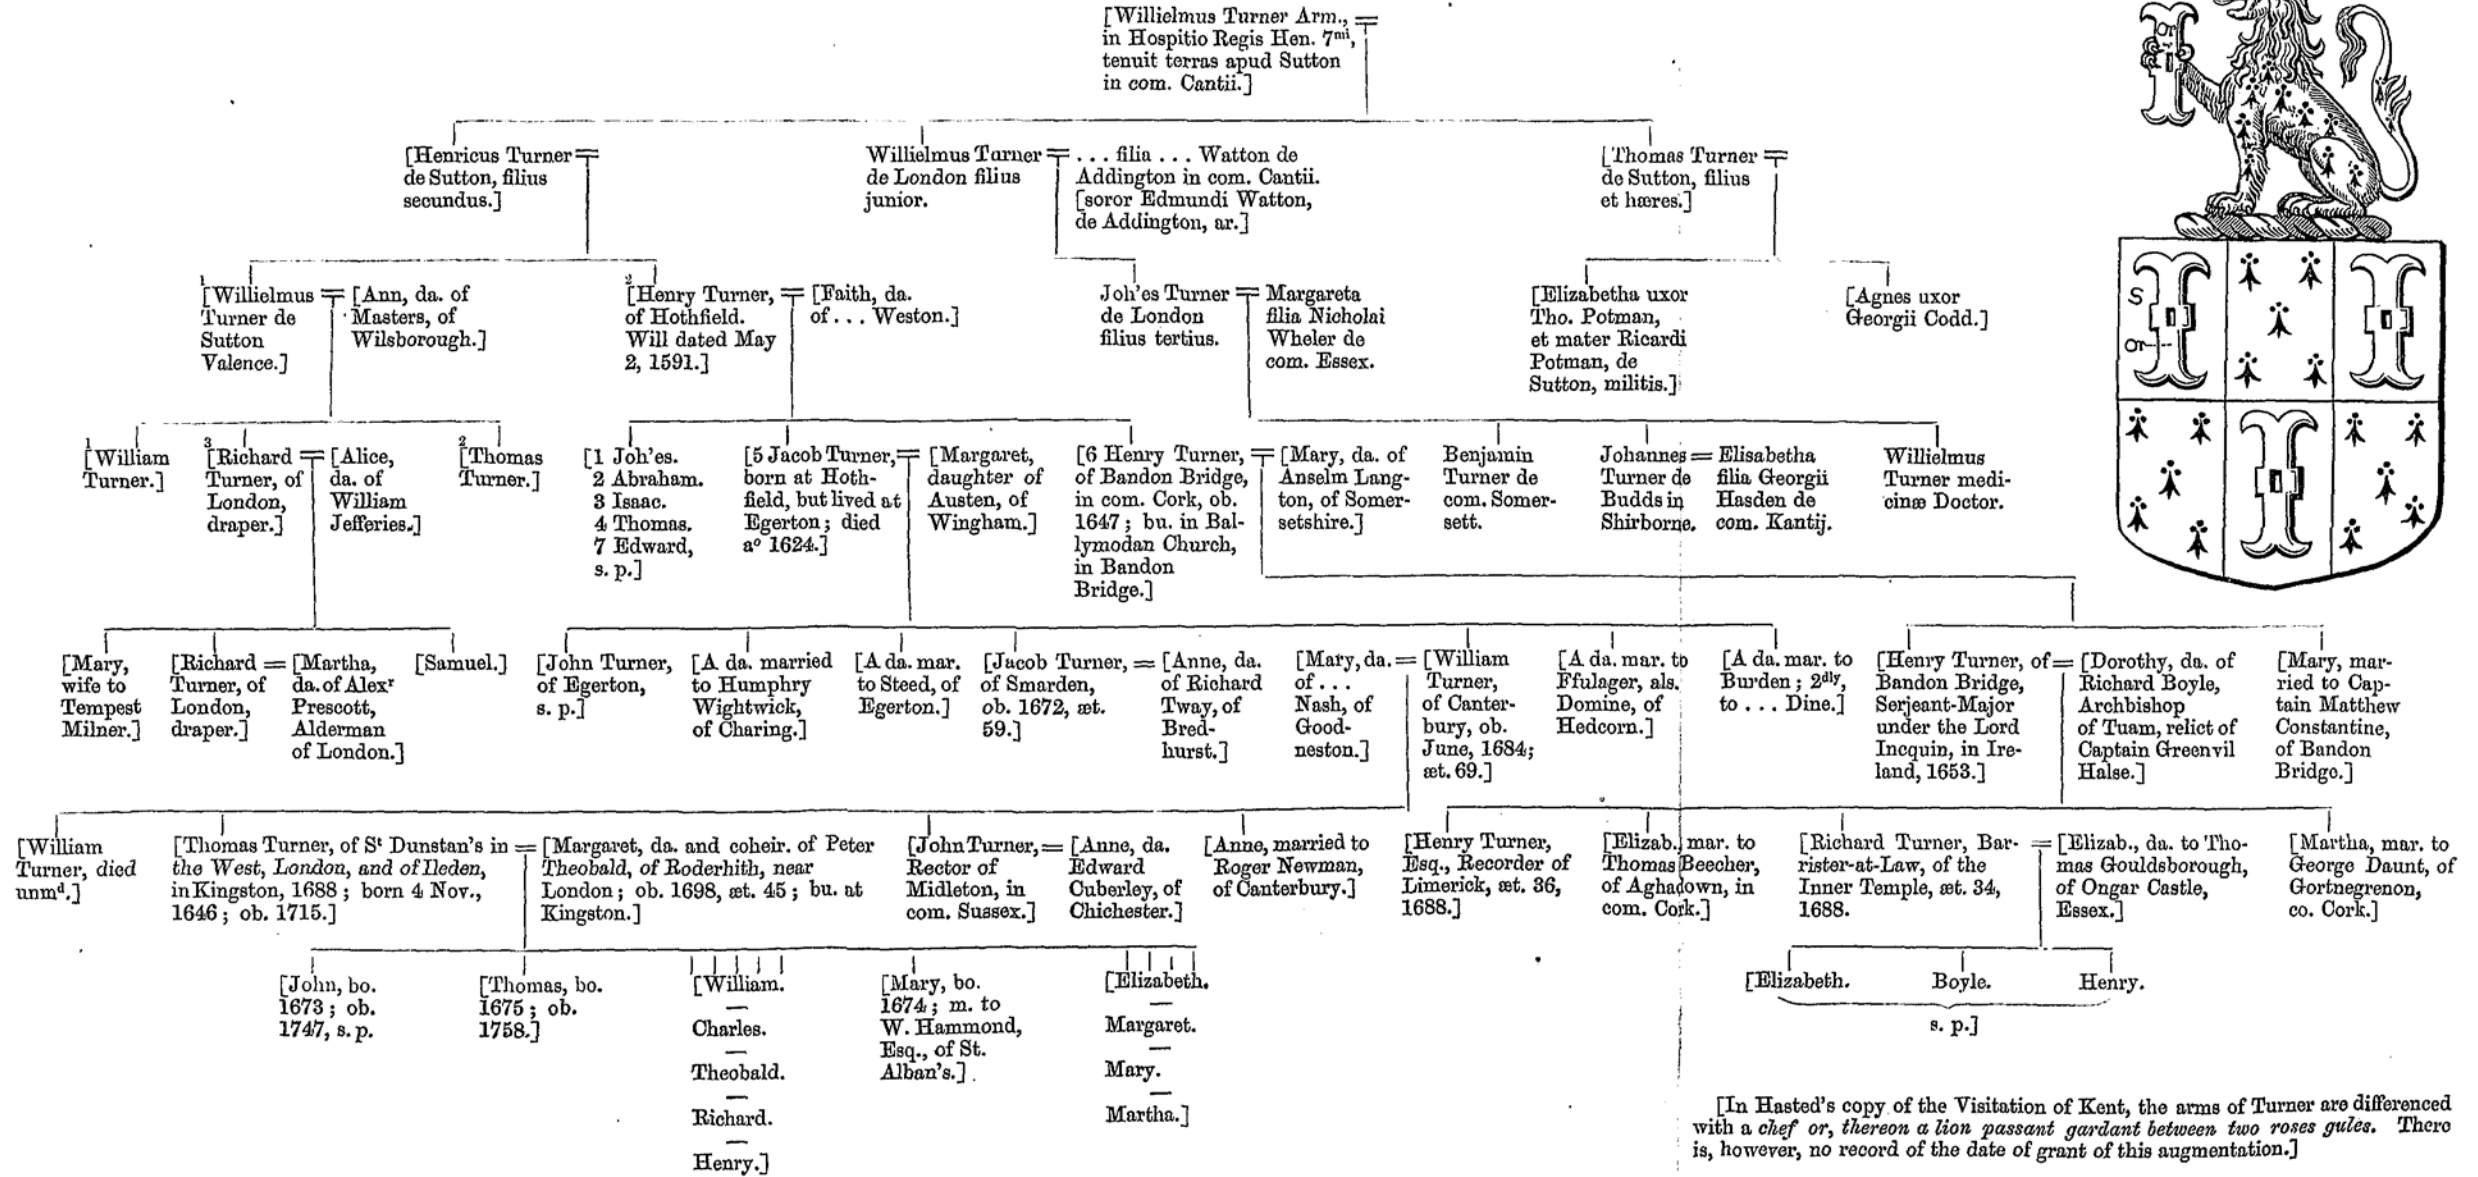 [Willielmus Turner Arm.,
in Hospitio Regis Hen. 7mi,
tenuit terras apud Sutton
in com. Cantii.]
[Henricus Turner
de Sutton, filius
secundus.]
Willielmus Turner
de London filius
junior.
... filia ... Watton de
Addington in com. Cantii.
[soror Edmundi Watton,
de Addington, ar.]
[Thomas Turner
de Sutton, filius
et hæres.]
1
[Willielmus
Turner de
Sutton
Valence.]
[Ann, da. of
Masters, of
Wilsborough.]
2
[Henry Turner,
of Hothfield.
Will dated May
2, 1591.]
[Faith, da.
of ... Weston.]
Joh'es Turner
de London
filius tertius.
Margareta
filia Nicholai
Wheler de
com. Essex.
[Elizabetha uxor
Tho. Potman,
et mater Ricardi
Potman, de
Sutton, militis.]
[Agnes uxor
Georgii Codd.]
1
[William
Turner.]
3
[Richard
Turner, of
London,
draper.]
[Alice,
da. of
William
Jefferies.]
2
[Thomas
Turner.]
[1 Joh'es.
2 Abraham.
3 Isaac.
4 Thomas.
7 Edward,
s. p.]
[5 Jacob Turner,
born at Hoth-
field, but lived at
Egerton; died
aº 1624.]
[Margaret,
daughter of
Austen, of
Wingham.]
[6 Henry Turner,
of Bandon Bridge,
in com. Cork, ob.
1647; bu. in Bal-
lymodan Church,
in Bandon
Bridge.]
[Mary, da. of
Anselm Lang-
ton, of Somer-
setshire.]
Benjamin
Turner de
com. Somer-
sett.
Johannes
Turner de
Budds in
Shirborne.
Elisabetha
filia Georgii
Hasden de
com. Kantij.
Willielmus
Turner medi-
cinæ Doctor.
[Mary,
wife to
Tempest
Milner.]
[Richard
Turner, of
London,
draper.]
[Martha,
da. of Alexr
Prescott,
Alderman
of London.]
[Samuel.]
[John Turner,
of Egerton,
s. p.]
[A da. married
to Humphry
Wightwick,
of Charing.]
[A da. mar.
to Steed, of
Egerton.]
[Jacob Turner,
of Smarden,
ob. 1672, æt.
59.]
[Anne, da.
of Richard
Tway, of
Bred-
hurst.]
[Mary, da.
of ...
Nash, of
Good-
neston.]
[William
Turner,
of Canter-
bury, ob.
June, 1684;
æt. 69.]
[A da. mar. to
Ffulager, als.
Domine, of
Hedcorn.]
[A da. mar. to
Burden; 2dly,
to ... Dine.]
[Henry Turner, of
Bandon Bridge,
Serjeant-Major
under the Lord
Incquin, in Ire-
land, 1653.]
[Dorothy, da. of
Richard Boyle,
Archbishop
of Tuam, relict of
Captain Greenvil
Halse.]
[Mary, mar-
ried to Cap-
tain Matthew
Constantine,
of Bandon
Bridge.]
[William
Turner, died
unmd.]
[Thomas Turner, of St Dunstan's in
the West, London, and of Ileden,
in Kingston, 1688; born 4 Nov.,
1646; ob. 1715.]
[Margaret, da. and coheir. of Peter
Theobald, of Roderhith, near
London; ob. 1698, æt. 45; bu. at
Kingston.]
[John Turner,
Rector of
Midleton, in
com. Sussex.]
[Anne, da.
Edward
Cuberley, of
Chichester.]
[Anne, married to
Roger Newman,
of Canterbury.]
[Henry Turner,
Esq., Recorder of
Limerick, æt. 36,
1688.]
[Elizab. mar. to
Thomas Beecher,
of Aghadown, in
com. Cork.]
[Richard Turner, Bar-
rister-at-Law, of the
Inner Temple, æt. 34,
1688.
[Elizab., da. to Tho-
mas Gouldsborough,
of Ongar Castle,
Essex.]
[Martha, mar. to
George Daunt, of
Gortnegrenon,
co. Cork.]
[John, bo.
1673; ob.
1747, s. p.
[Thomas, bo.
1675; ob.
1758.]
[William.
—
Charles.
—
Theobald.
—
Richard.
—
Henry.]
[Mary, bo.
1674; m. to
W. Hammond,
Esq., of St.
Alban's.]
[Elizabeth.
—
Margaret.
—
Mary.
—
Martha.]
[Elizabeth. Boyle. Henry.
s. p.]
or
S
or
[In Hasted's copy of the Visitation of Kent, the arms of Turner are differenced
with a chef or, thereon a lion passant gardant between two roses gules. There
is, however, no record of the date of grant of this augmentation.]